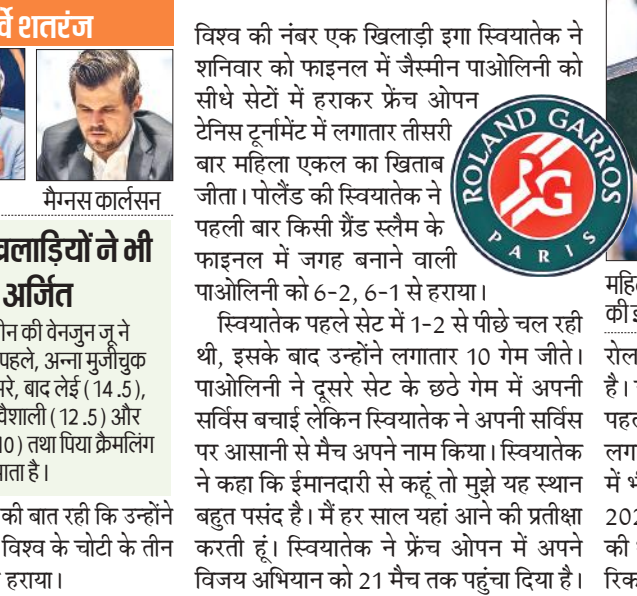 र्वे शतरंज
मैग्नस कार्लसन
खिलाड़ियों ने भी
अर्जित
चीन की वेनजुन जू ने
पहले, अन्ना मुजीचुक
बाद लेई (14.5),
वैशाली (12.5) और
10) तथा पिया क्रैमलिंग
की बात रही कि उन्होंने
विश्व के चोटी के तीन
हराया।
विश्व की नंबर एक खिलाड़ी इगा स्वियातेक ने
शनिवार को फाइनल में जैस्मीन पाओलिनी को
सीधे सेटों में हराकर फ्रेंच ओपन
टेनिस टूर्नामेंट में लगातार तीसरी
बार महिला एकल का खिताब
जीता। पोलैंड की स्वियातेक ने
पहली बार किसी ग्रैंड स्लैम के
फाइनल में जगह बनाने वाली
पाओलिनी को 6-2, 6-1 से हराया।
स्वियातेक पहले सेट में 1-2 से पीछे चल रही
थी, इसके बाद उन्होंने लगातार 10 गेम जीते।
पाओलिनी ने दूसरे सेट के छठे गेम में अपनी
सर्विस बचाई लेकिन स्वियातेक ने अपनी सर्विस
पर आसानी से मैच अपने नाम किया। स्वियातेक
ने कहा कि ईमानदारी से कहूं तो मुझे यह स्थान
बहुत पसंद है। मैं हर साल यहां आने की प्रतीक्षा
करती हूं। स्वियातेक ने फ्रेंच ओपन में अपने
विजय अभियान को 21 मैच तक पहुंचा दिया है।
ROLAND GARROS
RG
PARIS
महि
की इ
रोल
है।
पहल
लग
में भ
202
की
रिक